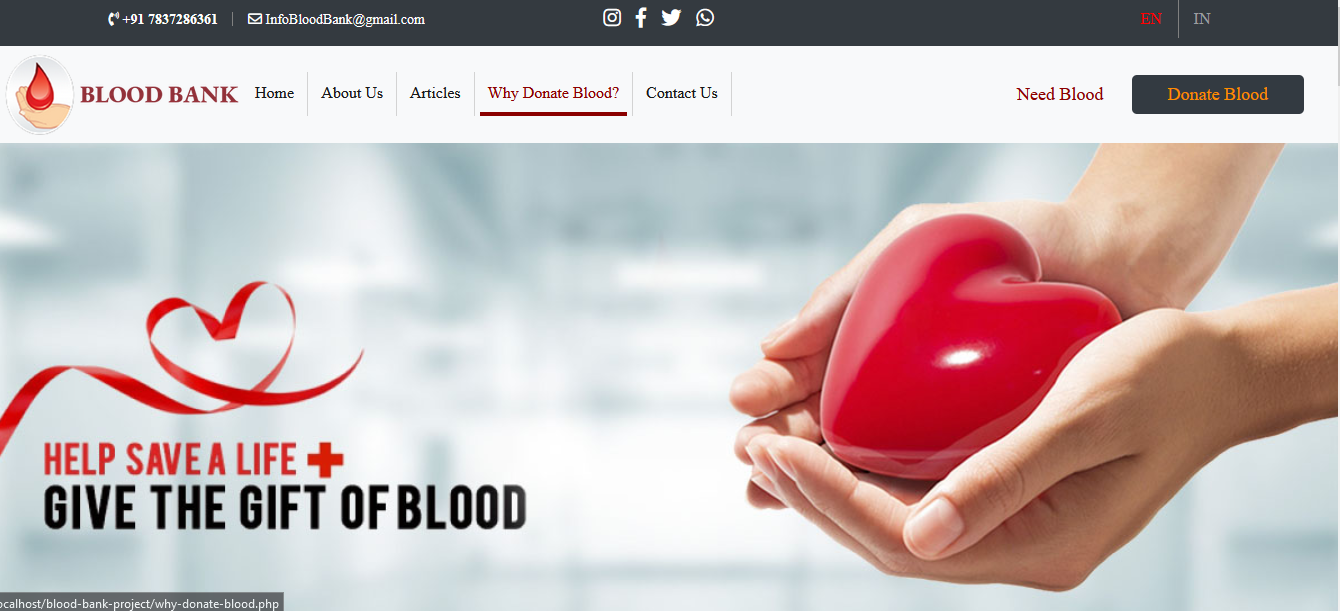 +91 7837286361
InfoBloodBank@gmail.com
EN
IN
BLOOD BANK
Home
About Us
Articles
Why Donate Blood?
Contact Us
Need Blood
Donate Blood
HELP SAVE A LIFE
GIVE THE GIFT OF BLOOD
ocalhost/blood-bank-project/why-donate-blood.php